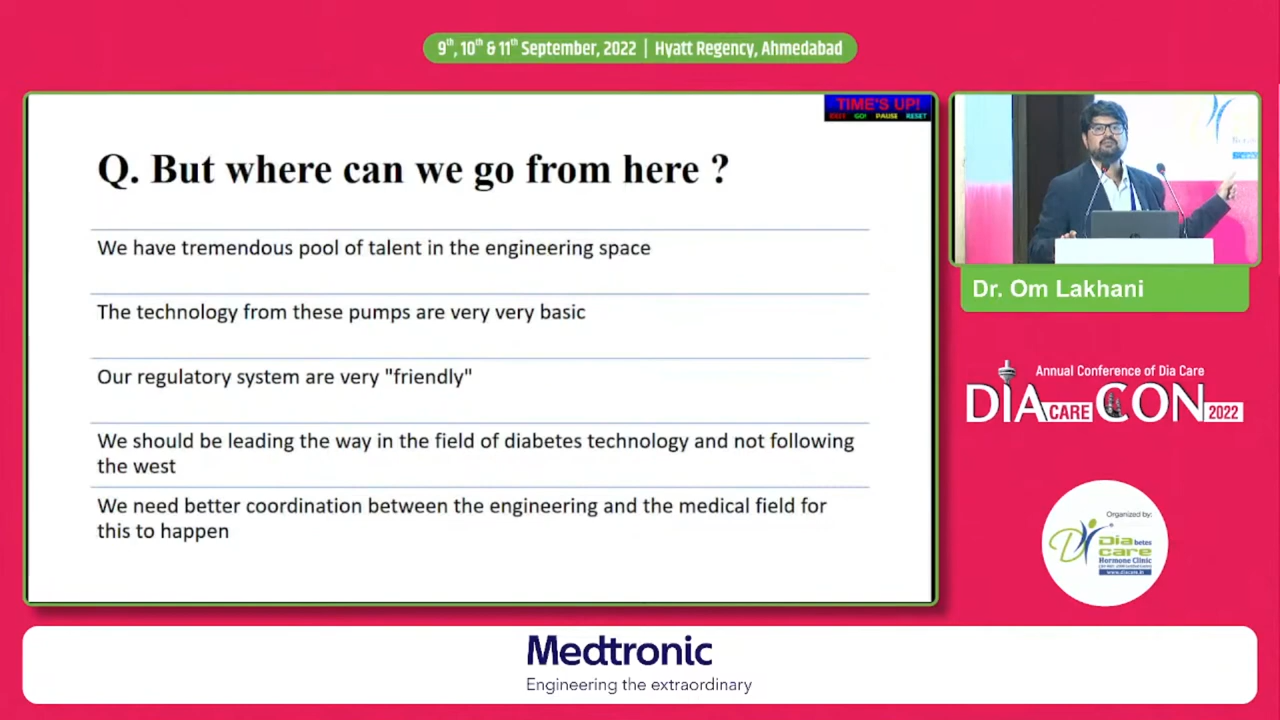 9th, 10th & 11th September, 2022 | Hyatt Regency, Ahmedabad
TIME'S UP!
EXIT GO! PAUSE RESET
Q. But where can we go from here ?
We have tremendous pool of talent in the engineering space
The technology from these pumps are very very basic
Our regulatory system are very "friendly"
We should be leading the way in the field of diabetes technology and not following
the west
We need better coordination between the engineering and the medical field for
this to happen
Dr. Om Lakhani
Annual Conference of Dia Care
DIA CARE CON 2022
Organized by:
Diabetes
care
Hormone Clinic
www.diacare.in
Medtronic
Engineering the extraordinary